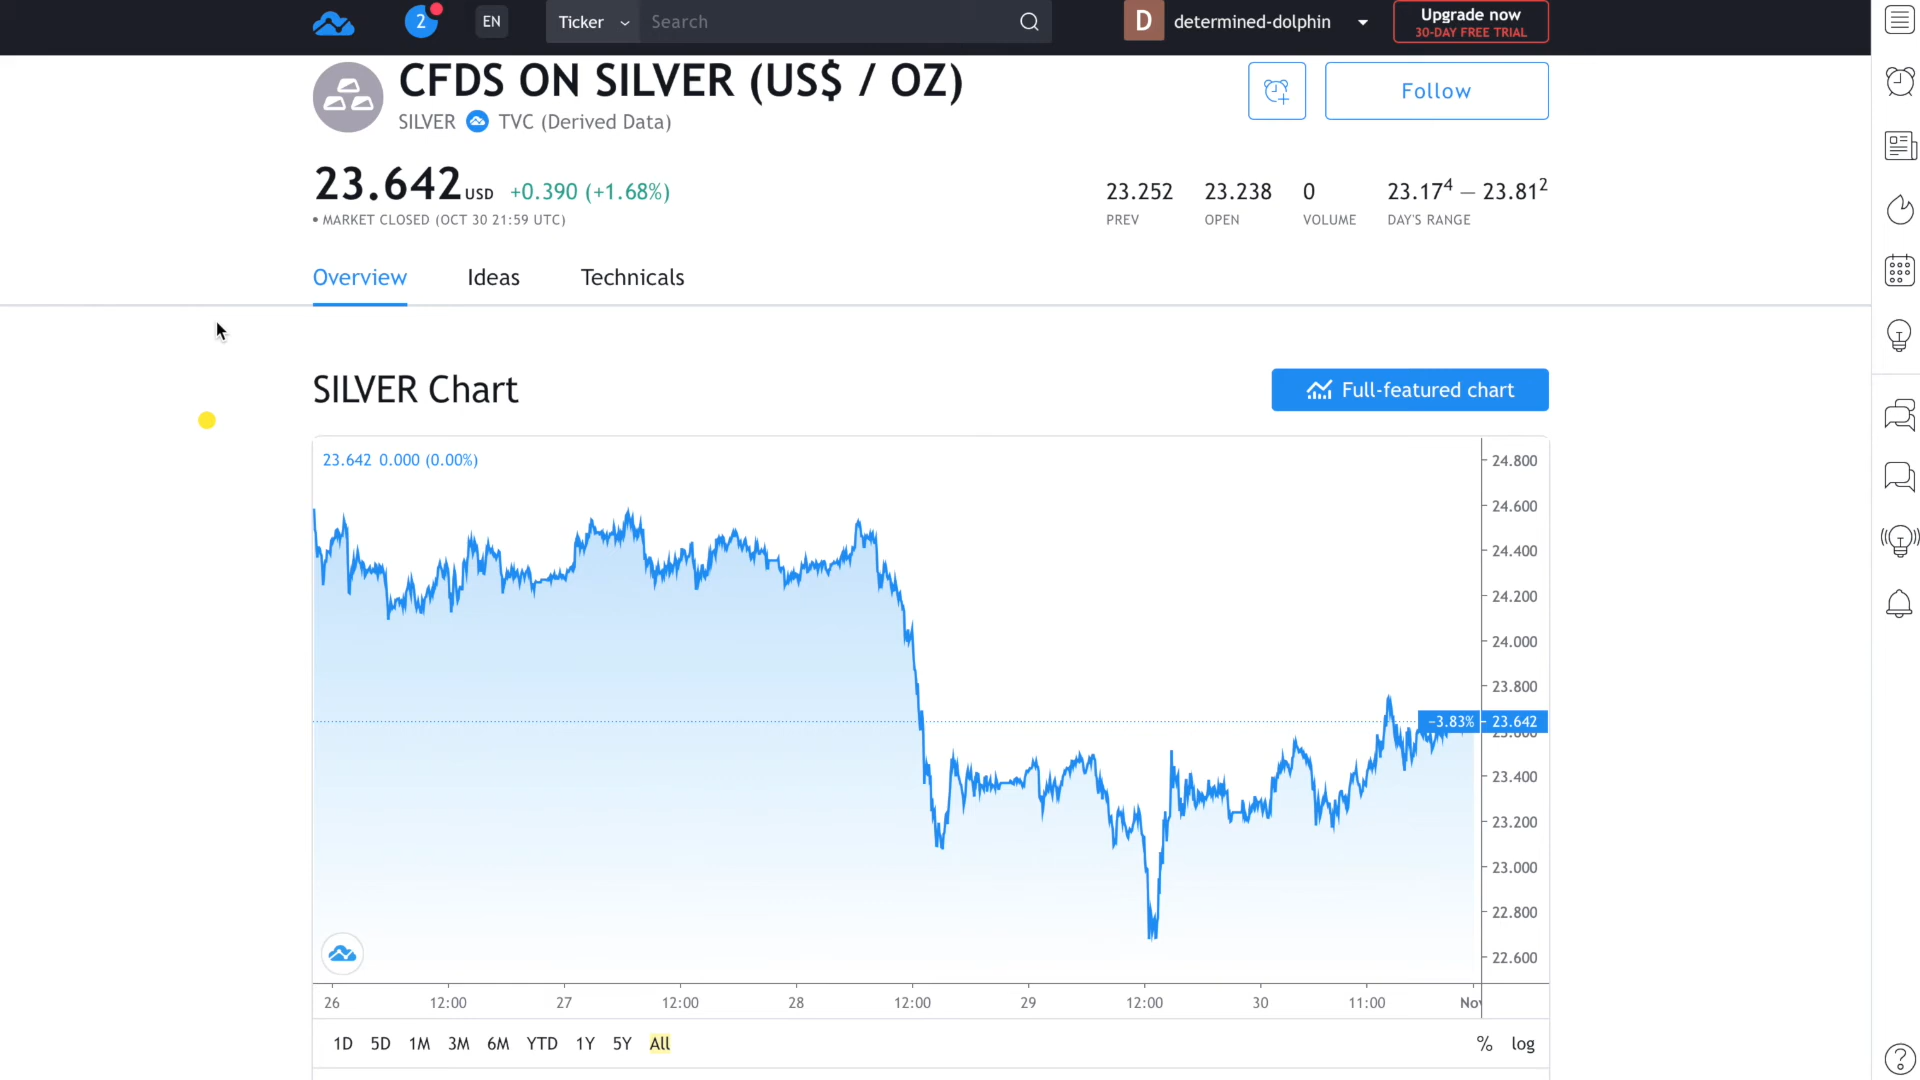 2
EN
Ticker
Search
D
determined-dolphin
Upgrade now
30-DAY FREE TRIAL
CFDS ON SILVER (US$ / OZ)
SILVER TVC (Derived Data)
Follow
23.642 USD +0.390 (+1.68%)
• MARKET CLOSED (OCT 30 21:59 UTC)
23.252 23.238 0 23.17⁴ — 23.81²
PREV OPEN VOLUME DAY'S RANGE
Overview Ideas Technicals
SILVER Chart
Full-featured chart
23.642 0.000 (0.00%)
24.800
24.600
24.400
24.200
24.000
23.800
−3.83% 23.642
23.600
23.400
23.200
23.000
22.800
22.600
26 12:00 27 12:00 28 12:00 29 12:00 30 11:00 Nov
1D 5D 1M 3M 6M YTD 1Y 5Y All % log
?